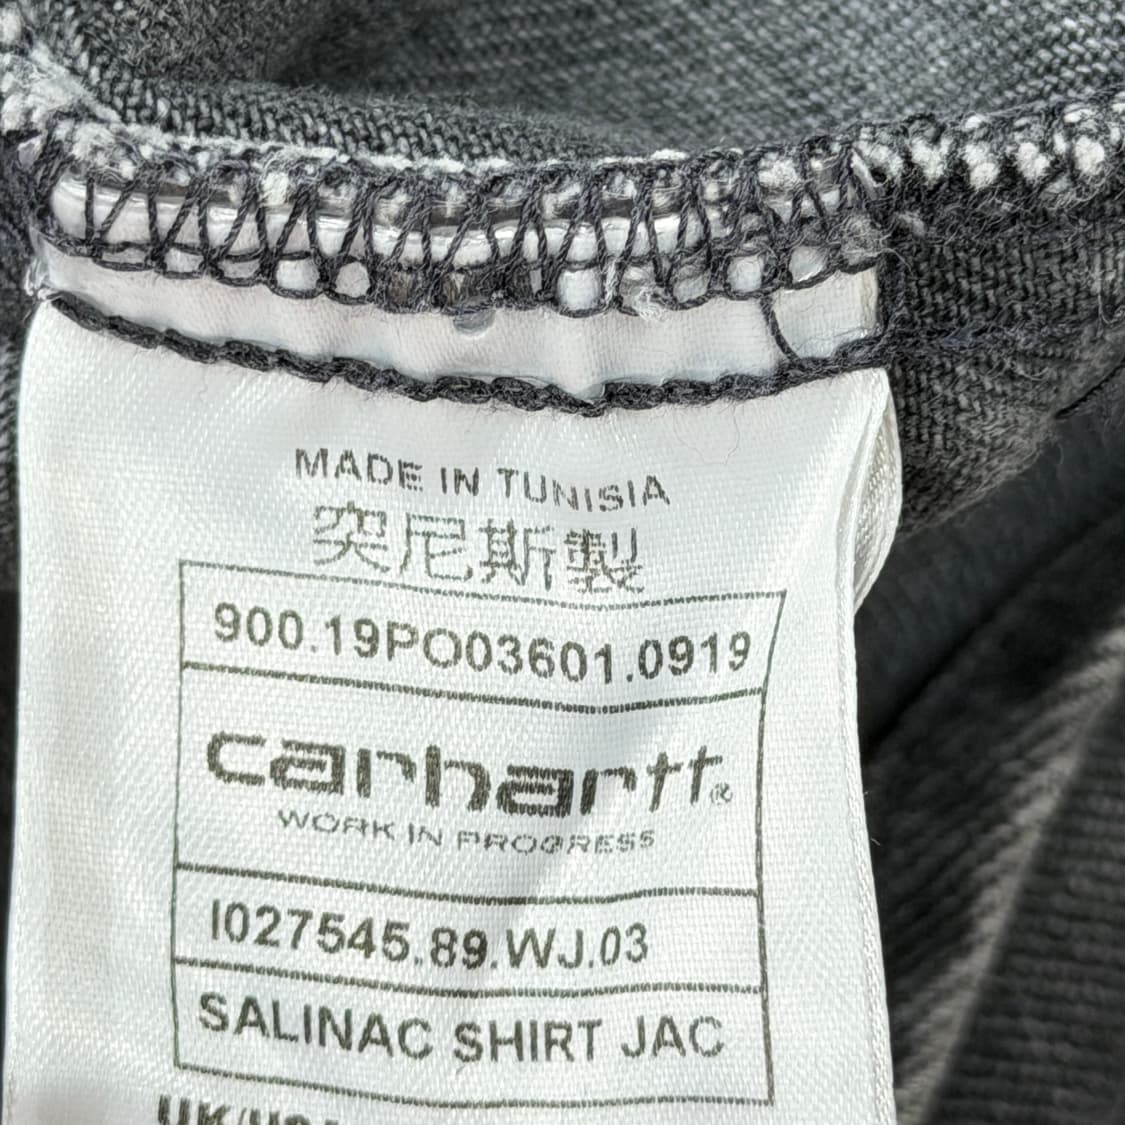 MADE IN TUNISIA
突尼斯製
900.19PO03601.0919
carhartt®
WORK IN PROGRESS
I027545.89.WJ.03
SALINAC SHIRT JAC